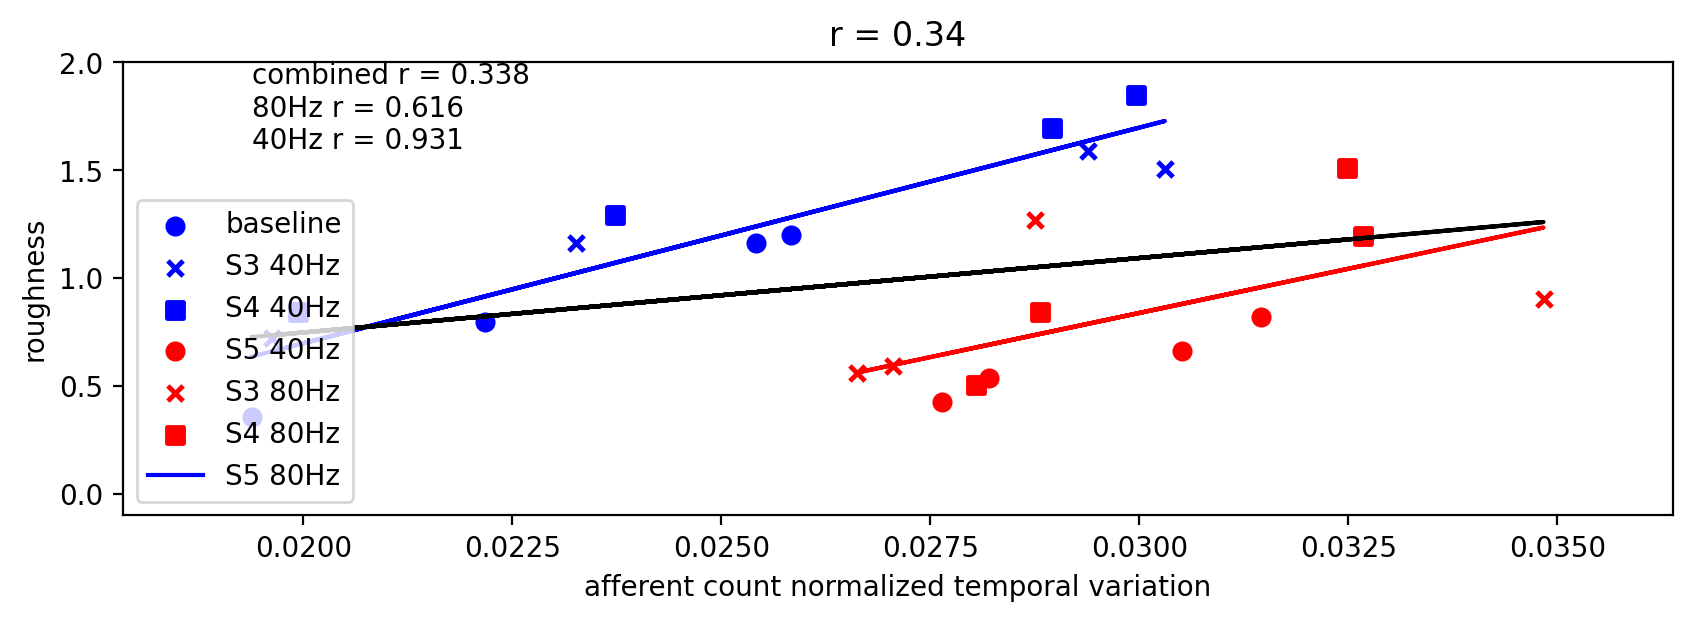 r = 0.34
combined r = 0.338
80Hz r = 0.616
40Hz r = 0.931
2.0
1.5
1.0
0.5
0.0
roughness
baseline
S3 40Hz
S4 40Hz
S5 40Hz
S3 80Hz
S4 80Hz
S5 80Hz
0.0200 0.0225 0.0250 0.0275 0.0300 0.0325 0.0350
afferent count normalized temporal variation